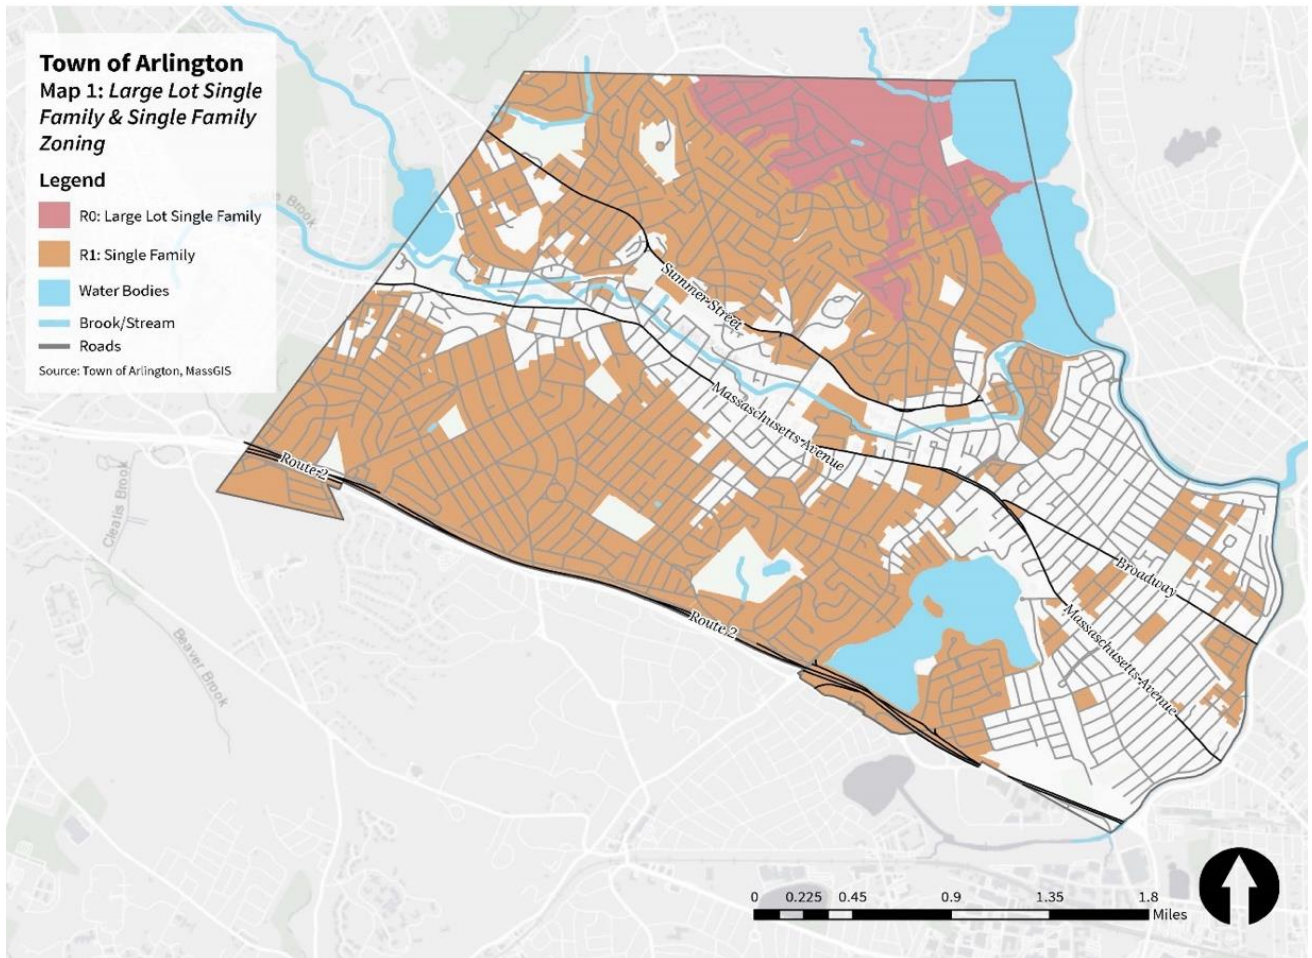 Town of Arlington
Map 1: Large Lot Single
Family & Single Family
Zoning
Legend
R0: Large Lot Single Family
R1: Single Family
Water Bodies
Brook/Stream
Roads
Source: Town of Arlington, MassGIS
Brook
Summer Street
Massachusetts Avenue
Route 2
Cleatis Brook
Broadway
Route 2
Massachusetts Avenue
Beaver Brook
0 0.225 0.45 0.9 1.35 1.8
Miles